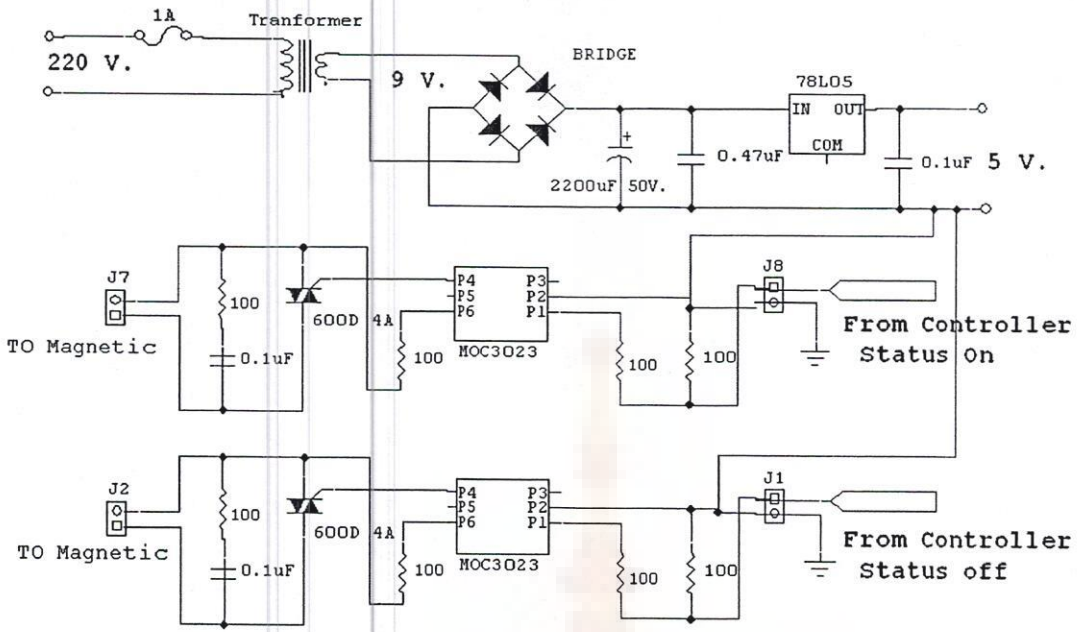 1A
Tranformer
220 V.
9 V.
BRIDGE
78L05
IN OUT
COM
+
2200uF 50V.
0.47uF
0.1uF
5 V.
J7
TO Magnetic
100
0.1uF
600D 4A
100
P4 P3
P5 P2
P6 P1
MOC3023
100
100
J8
From Controller
Status On
J2
TO Magnetic
100
0.1uF
600D 4A
100
P4 P3
P5 P2
P6 P1
MOC3023
100
100
J1
From Controller
Status off